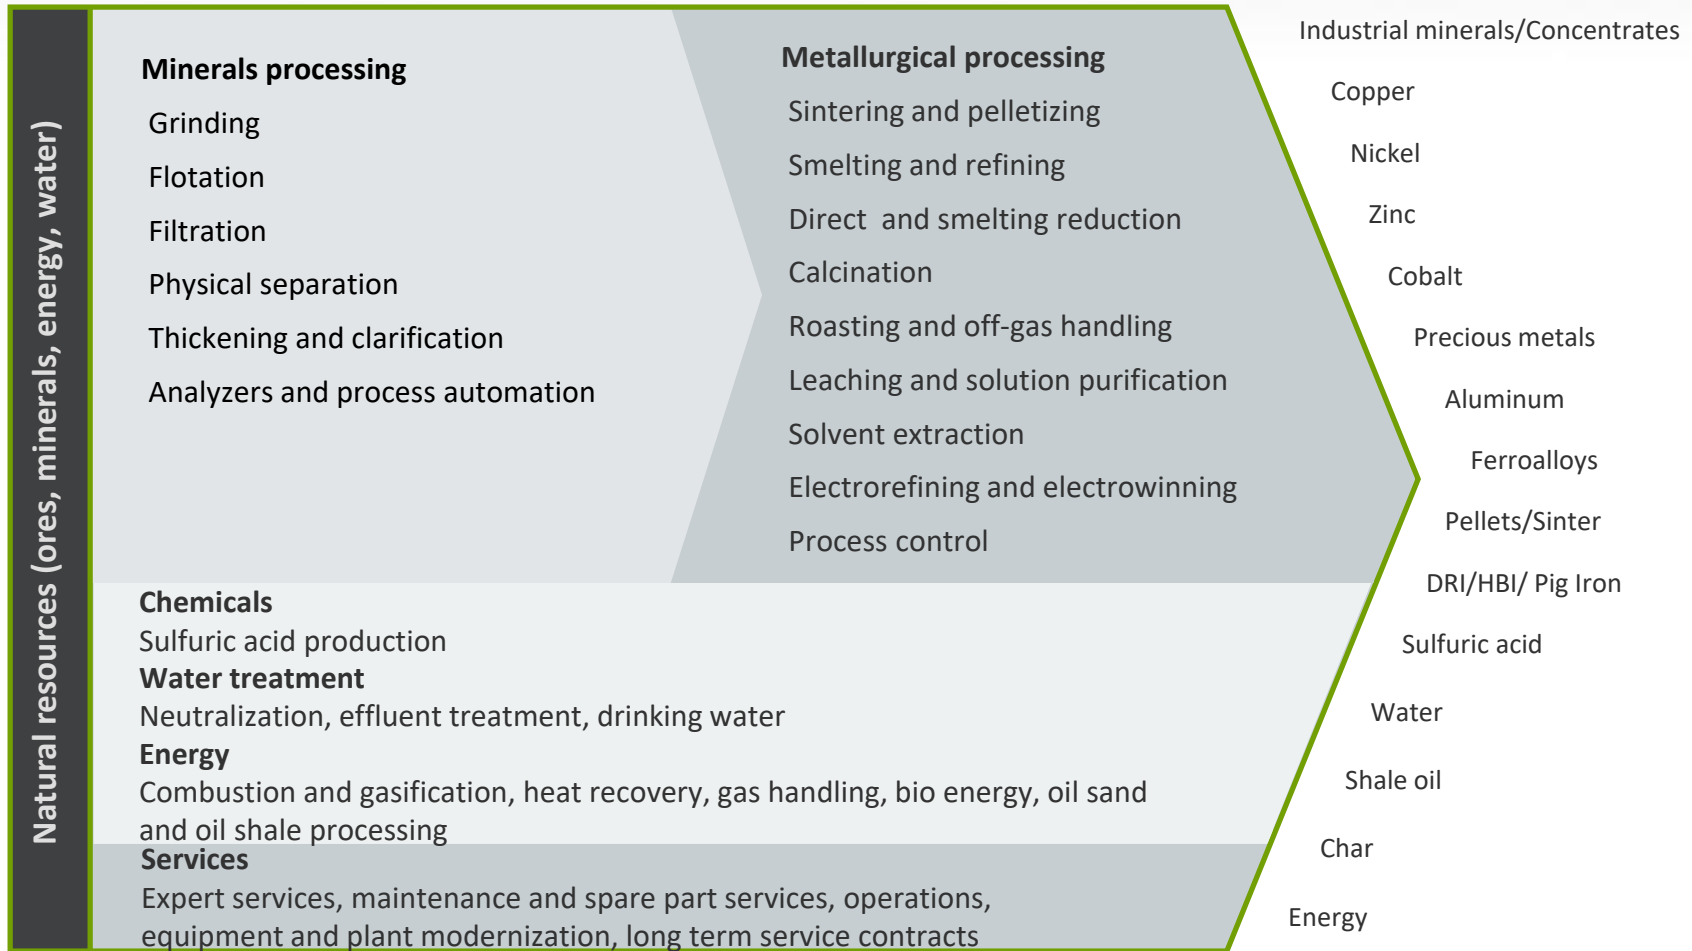 Natural resources (ores, minerals, energy, water)
Minerals processing
Grinding
Flotation
Filtration
Physical separation
Thickening and clarification
Analyzers and process automation
Metallurgical processing
Sintering and pelletizing
Smelting and refining
Direct  and smelting reduction
Calcination
Roasting and off-gas handling
Leaching and solution purification
Solvent extraction
Electrorefining and electrowinning
Process control
Chemicals
Sulfuric acid production
Water treatment
Neutralization, effluent treatment, drinking water
Energy
Combustion and gasification, heat recovery, gas handling, bio energy, oil sand
and oil shale processing
Services
Expert services, maintenance and spare part services, operations,
equipment and plant modernization, long term service contracts
Industrial minerals/Concentrates
Copper
Nickel
Zinc
Cobalt
Precious metals
Aluminum
Ferroalloys
Pellets/Sinter
DRI/HBI/ Pig Iron
Sulfuric acid
Water
Shale oil
Char
Energy